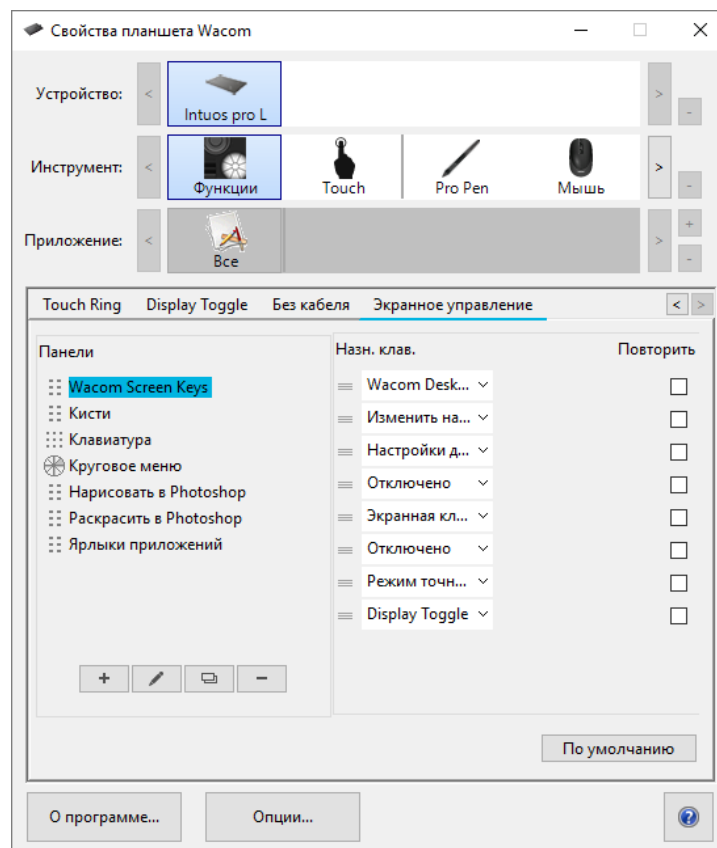 Свойства планшета Wacom
Устройство:
Intuos pro L
Инструмент:
Функции Touch Pro Pen Мышь
Приложение:
Все
Touch Ring Display Toggle Без кабеля Экранное управление
Панели
Wacom Screen Keys
Кисти
Клавиатура
Круговое меню
Нарисовать в Photoshop
Раскрасить в Photoshop
Ярлыки приложений
Назн. клав. Повторить
Wacom Desk...
Изменить на...
Настройки д...
Отключено
Экранная кл...
Отключено
Режим точн...
Display Toggle
По умолчанию
О программе... Опции...